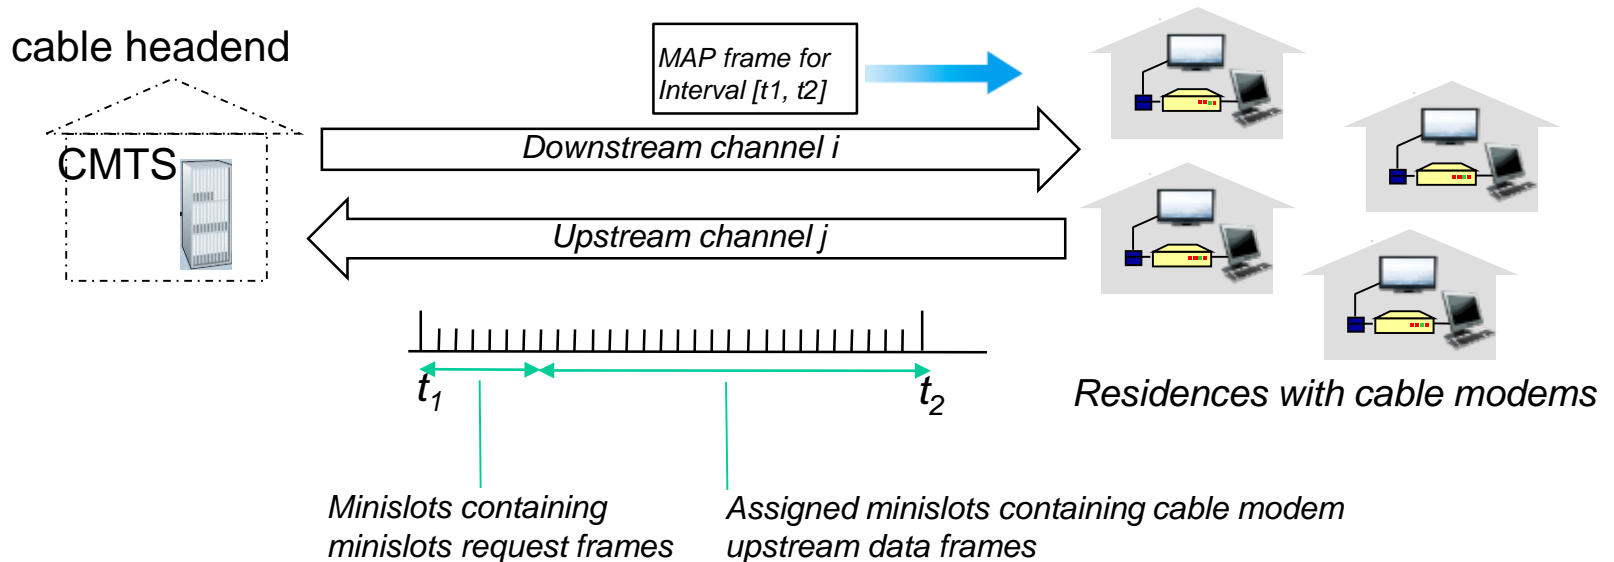 cable headend
MAP frame for
Interval [t1, t2]
CMTS
Downstream channel i
Upstream channel j
t1
t2
Residences with cable modems
Minislots containing
minislots request frames
Assigned minislots containing cable modem
upstream data frames